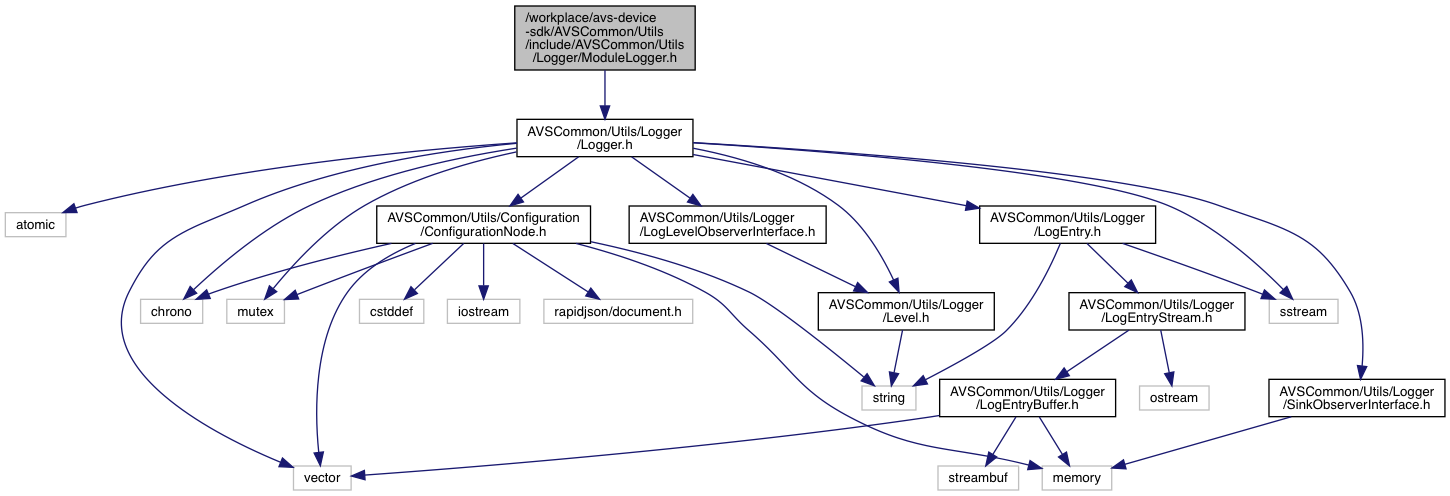 /workplace/avs-device
-sdk/AVSCommon/Utils
/include/AVSCommon/Utils
/Logger/ModuleLogger.h
AVSCommon/Utils/Logger
/Logger.h
atomic
AVSCommon/Utils/Configuration
/ConfigurationNode.h
AVSCommon/Utils/Logger
/LogLevelObserverInterface.h
AVSCommon/Utils/Logger
/LogEntry.h
chrono
mutex
cstddef
iostream
rapidjson/document.h
AVSCommon/Utils/Logger
/Level.h
AVSCommon/Utils/Logger
/LogEntryStream.h
sstream
string
AVSCommon/Utils/Logger
/LogEntryBuffer.h
ostream
AVSCommon/Utils/Logger
/SinkObserverInterface.h
vector
streambuf
memory